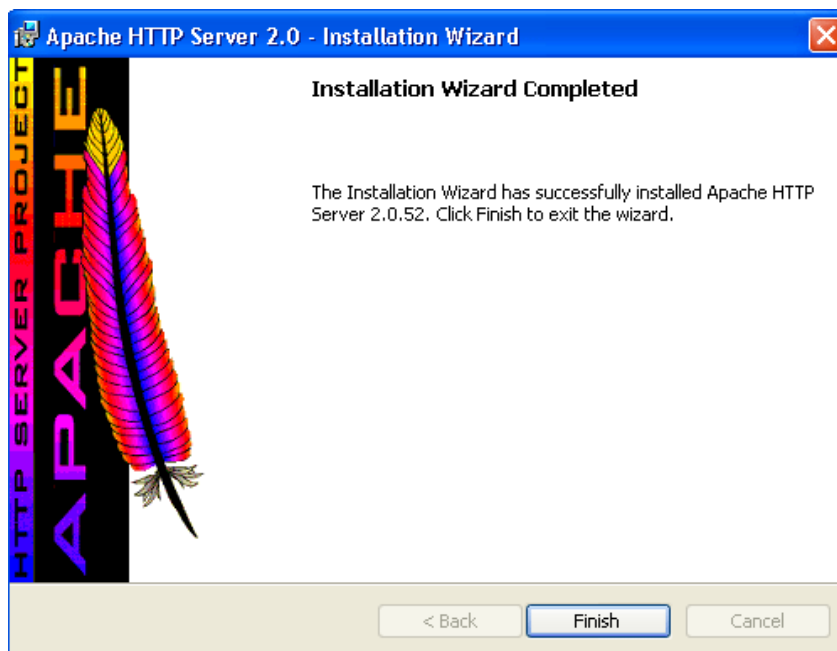 Apache HTTP Server 2.0 - Installation Wizard
HTTP SERVER PROJECT
APACHE
Installation Wizard Completed
The Installation Wizard has successfully installed Apache HTTP
Server 2.0.52. Click Finish to exit the wizard.
< Back
Finish
Cancel